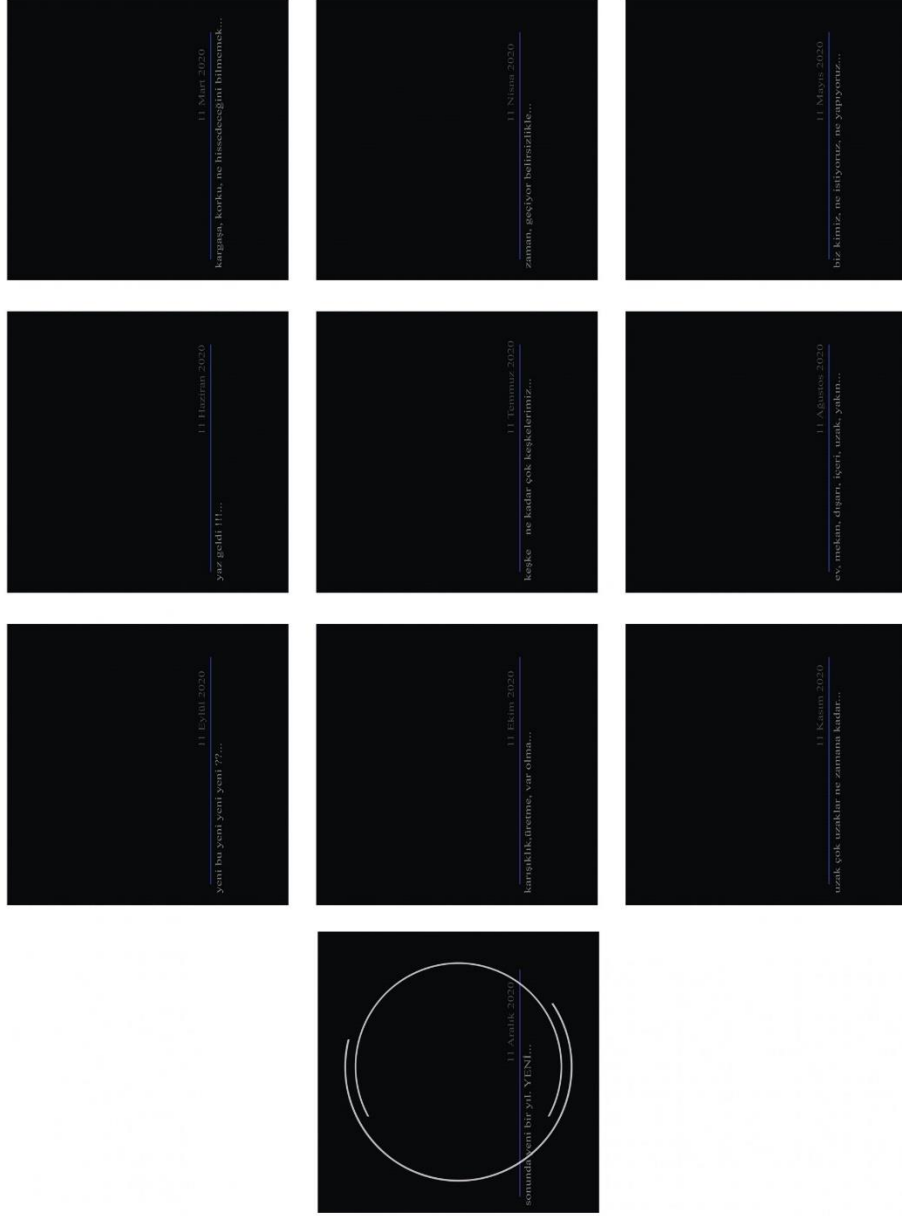 11 Mart 2020
kargaşa, korku, ne hissedeceğini bilmemek...
11 Nisna 2020
zaman, geçiyor belirsizlikle...
11 Mayıs 2020
biz kimiz, ne istiyoruz, ne yapıyoruz...
11 Haziran 2020
yaz geldi !!!...
11 Temmuz 2020
keşke ne kadar çok keşkelerimiz...
11 Ağustos 2020
ev, mekan, dışarı, içeri, uzak, yakın...
11 Eylül 2020
yeni bu yeni yeni yeni ??...
11 Ekim 2020
karışıklık,üretme, var olma...
11 Kasım 2020
uzak çok uzaklar ne zamana kadar...
11 Aralık 2020
sonunda yeni bir yıl. YENİ...